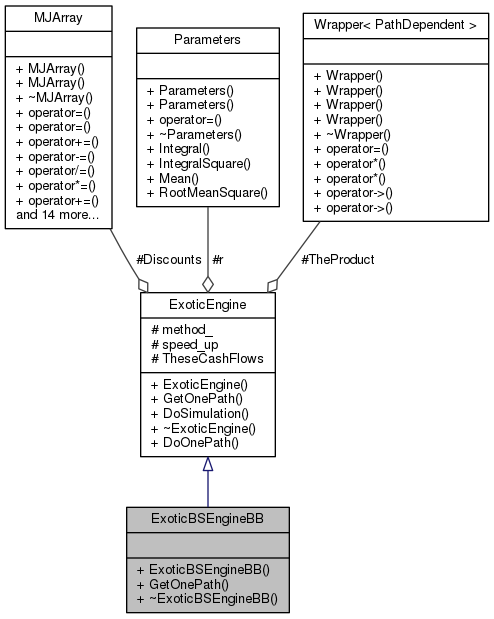 MJArray
+ MJArray()
+ MJArray()
+ ~MJArray()
+ operator=()
+ operator=()
+ operator+=()
+ operator-=()
+ operator/=()
+ operator*=()
+ operator+=()
and 14 more...
Parameters
+ Parameters()
+ Parameters()
+ operator=()
+ ~Parameters()
+ Integral()
+ IntegralSquare()
+ Mean()
+ RootMeanSquare()
Wrapper< PathDependent >
+ Wrapper()
+ Wrapper()
+ Wrapper()
+ Wrapper()
+ ~Wrapper()
+ operator=()
+ operator*()
+ operator*()
+ operator->()
+ operator->()
#Discounts
#r
#TheProduct
ExoticEngine
# method_
# speed_up
# TheseCashFlows
+ ExoticEngine()
+ GetOnePath()
+ DoSimulation()
+ ~ExoticEngine()
+ DoOnePath()
ExoticBSEngineBB
+ ExoticBSEngineBB()
+ GetOnePath()
+ ~ExoticBSEngineBB()